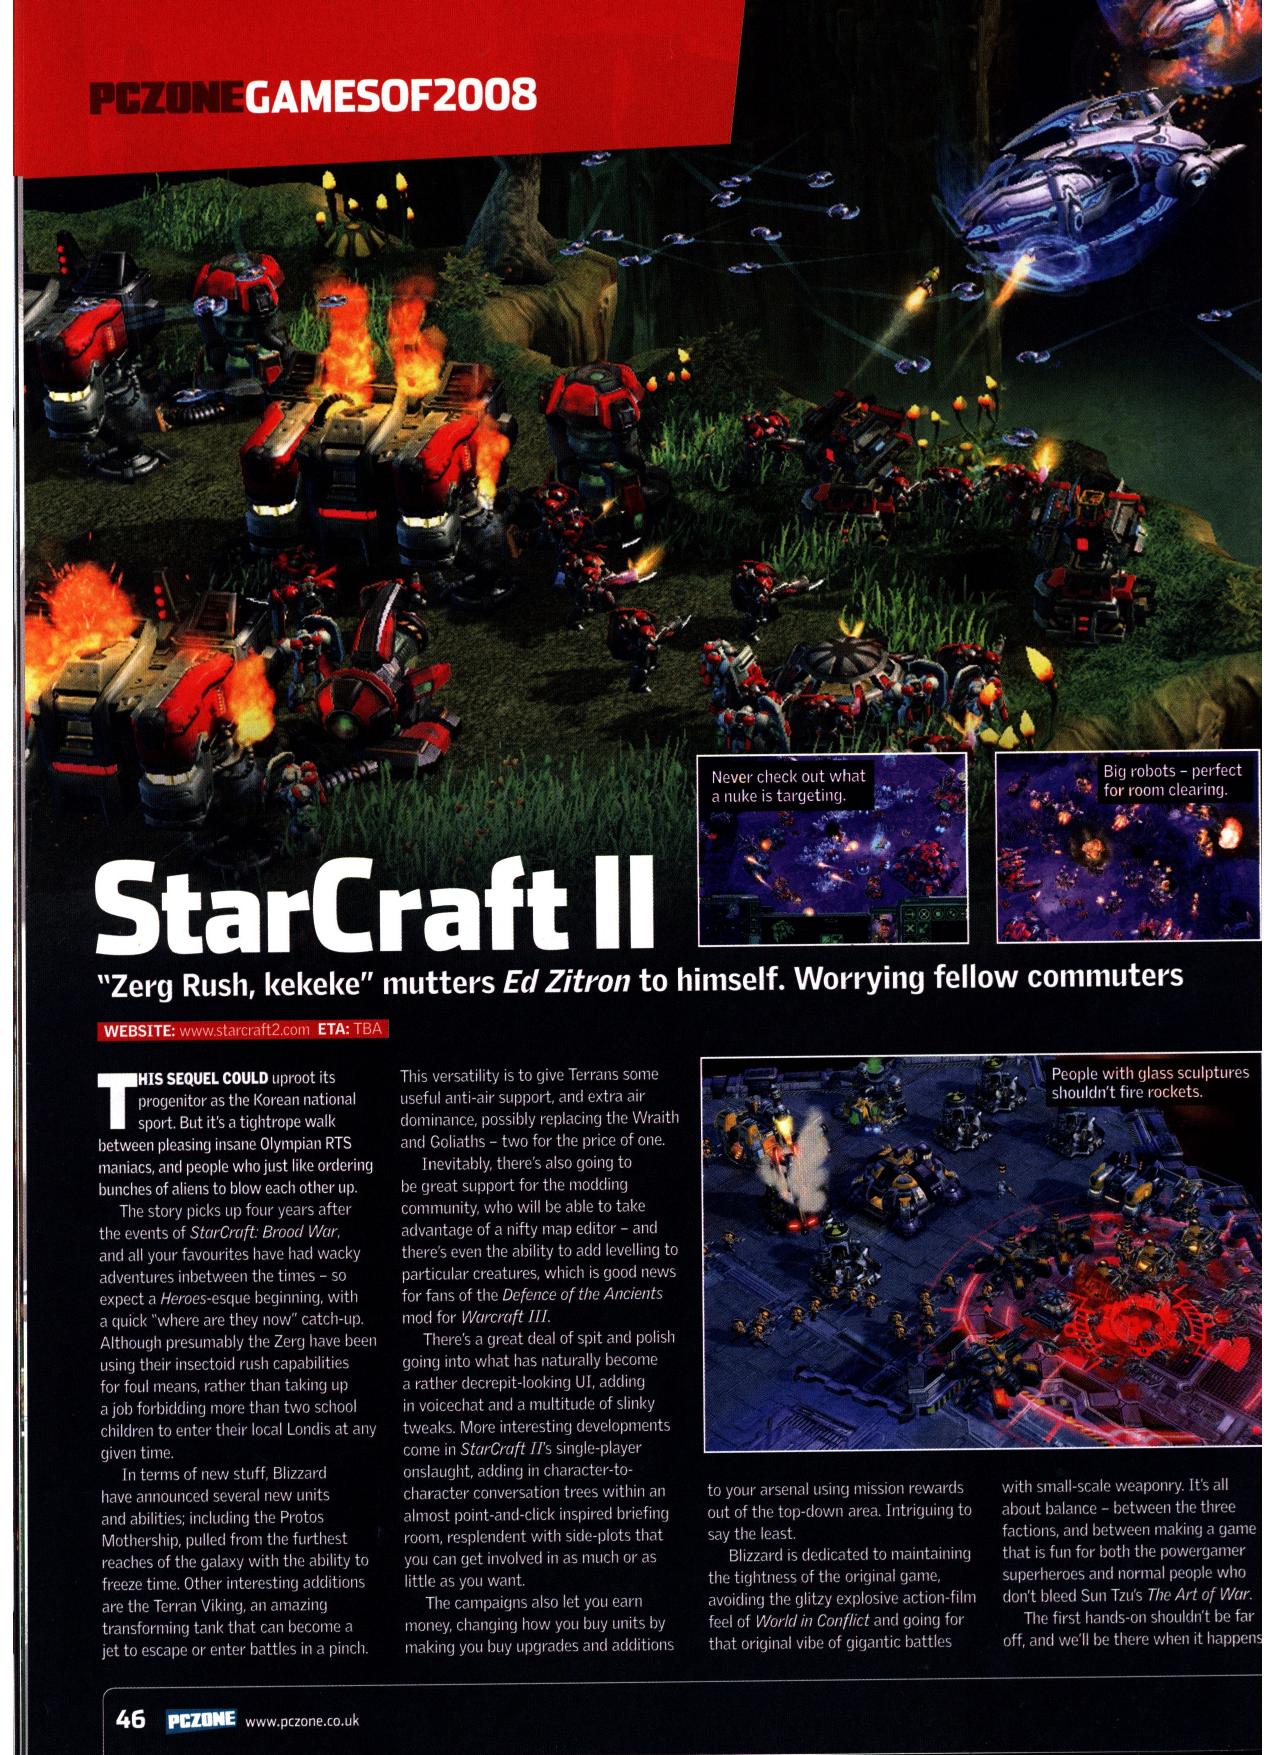 PCZONEGAMESOF2008
Never check out what
a nuke is targeting.
Big robots – perfect
for room clearing.
StarCraft II
“Zerg Rush, kekeke” mutters Ed Zitron to himself. Worrying fellow commuters
WEBSITE: www.starcraft2.com ETA: TBA
THIS SEQUEL COULD uproot its
progenitor as the Korean national
sport. But it's a tightrope walk
between pleasing insane Olympian RTS
maniacs, and people who just like ordering
bunches of aliens to blow each other up.
The story picks up four years after
the events of StarCraft: Brood War,
and all your favourites have had wacky
adventures inbetween the times – so
expect a Heroes-esque beginning, with
a quick “where are they now” catch-up.
Although presumably the Zerg have been
using their insectoid rush capabilities
for foul means, rather than taking up
a job forbidding more than two school
children to enter their local Londis at any
given time.
In terms of new stuff, Blizzard
have announced several new units
and abilities; including the Protos
Mothership, pulled from the furthest
reaches of the galaxy with the ability to
freeze time. Other interesting additions
are the Terran Viking, an amazing
transforming tank that can become a
jet to escape or enter battles in a pinch.
This versatility is to give Terrans some
useful anti-air support, and extra air
dominance, possibly replacing the Wraith
and Goliaths – two for the price of one.
Inevitably, there's also going to
be great support for the modding
community, who will be able to take
advantage of a nifty map editor – and
there's even the ability to add levelling to
particular creatures, which is good news
for fans of the Defence of the Ancients
mod for Warcraft III.
There's a great deal of spit and polish
going into what has naturally become
a rather decrepit-looking UI, adding
in voicechat and a multitude of slinky
tweaks. More interesting developments
come in StarCraft II's single-player
onslaught, adding in character-to-
character conversation trees within an
almost point-and-click inspired briefing
room, resplendent with side-plots that
you can get involved in as much or as
little as you want.
The campaigns also let you earn
money, changing how you buy units by
making you buy upgrades and additions
People with glass sculptures
shouldn't fire rockets.
to your arsenal using mission rewards
out of the top-down area. Intriguing to
say the least.
Blizzard is dedicated to maintaining
the tightness of the original game,
avoiding the glitzy explosive action-film
feel of World in Conflict and going for
that original vibe of gigantic battles
with small-scale weaponry. It's all
about balance – between the three
factions, and between making a game
that is fun for both the powergamer
superheroes and normal people who
don't bleed Sun Tzu's The Art of War.
The first hands-on shouldn't be far
off, and we'll be there when it happens
46 PCZONE www.pczone.co.uk